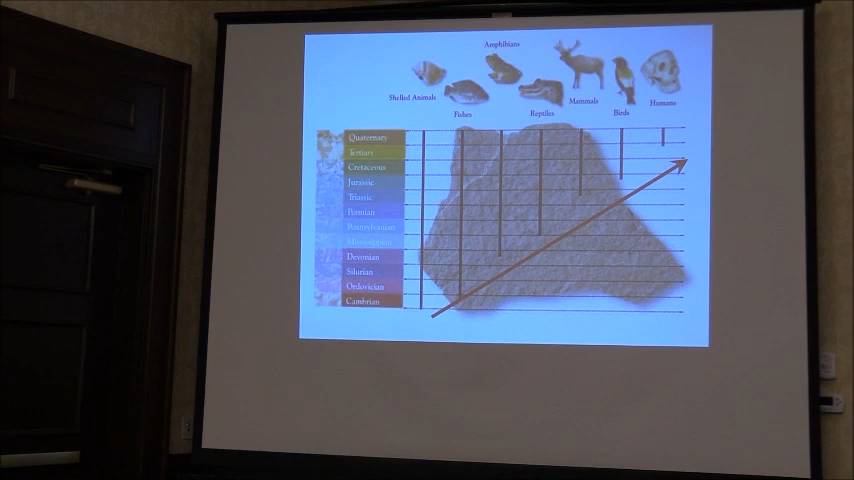 Amphibians
Shelled Animals
Fishes
Reptiles
Mammals
Birds
Humans
Quaternary
Tertiary
Cretaceous
Jurassic
Triassic
Permian
Pennsylvanian
Mississippian
Devonian
Silurian
Ordovician
Cambrian